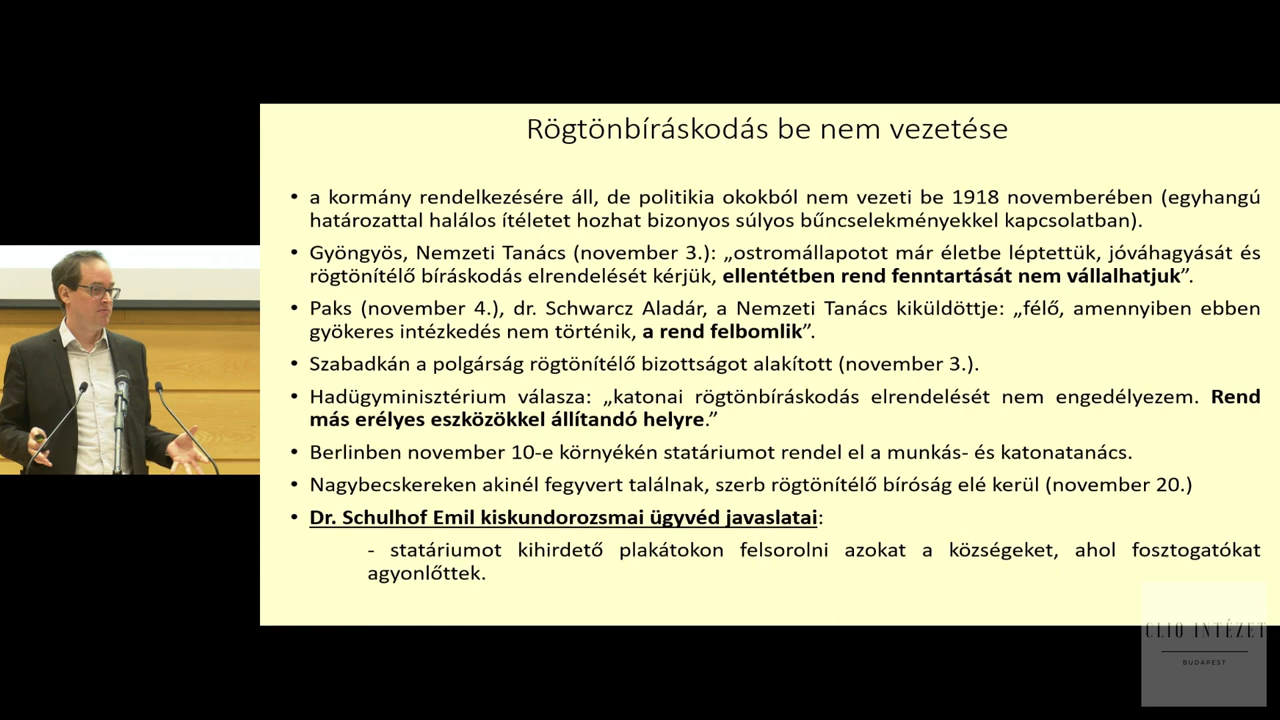 Rögtönbíráskodás be nem vezetése
• a kormány rendelkezésére áll, de politikia okokból nem vezeti be 1918 novemberében (egyhangú
határozattal halálos ítéletet hozhat bizonyos súlyos bűncselekményekkel kapcsolatban).
• Gyöngyös, Nemzeti Tanács (november 3.): „ostromállapotot már életbe léptettük, jóváhagyását és
rögtönítélő bíráskodás elrendelését kérjük, ellentétben rend fenntartását nem vállalhatjuk”.
• Paks (november 4.), dr. Schwarcz Aladár, a Nemzeti Tanács kiküldöttje: „félő, amennyiben ebben
gyökeres intézkedés nem történik, a rend felbomlik”.
• Szabadkán a polgárság rögtönítélő bizottságot alakított (november 3.).
• Hadügyminisztérium válasza: „katonai rögtönbíráskodás elrendelését nem engedélyezem. Rend
más erélyes eszközökkel állítandó helyre.”
• Berlinben november 10-e környékén statáriumot rendel el a munkás- és katonatanács.
• Nagybecskereken akinél fegyvert találnak, szerb rögtönítélő bíróság elé kerül (november 20.)
• Dr. Schulhof Emil kiskundorozsmai ügyvéd javaslatai:
- statáriumot kihirdető plakátokon felsorolni azokat a községeket, ahol fosztogatókat
agyonlőttek.
CLIO INTÉZET
BUDAPEST